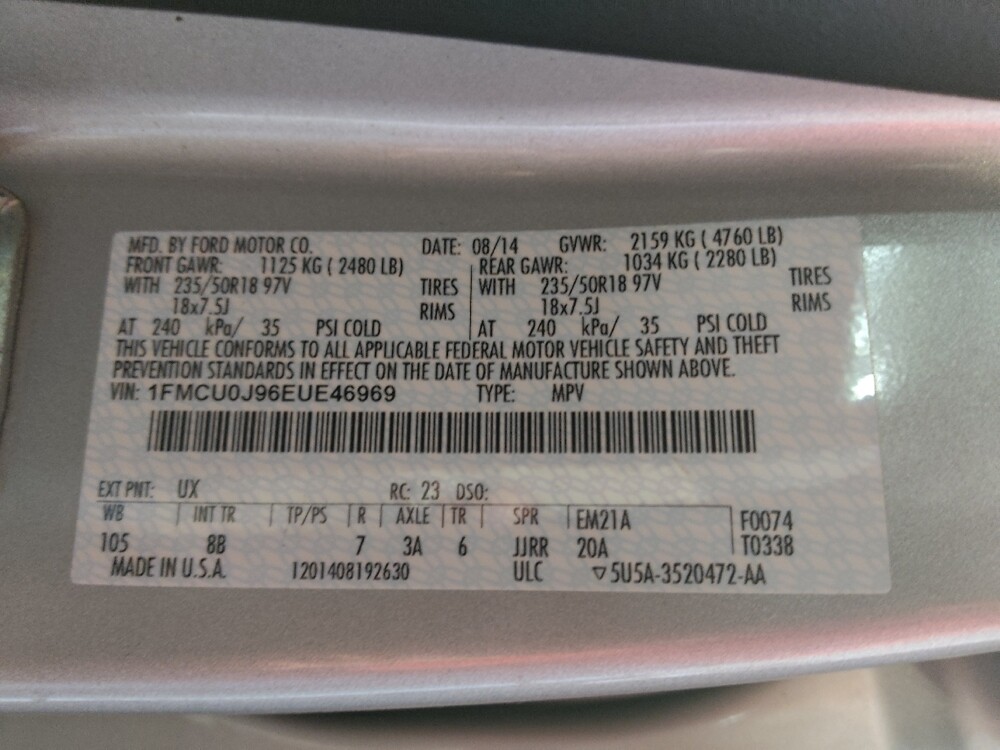 MFD. BY FORD MOTOR CO. DATE: 08/14 GVWR: 2159 KG ( 4760 LB)
FRONT GAWR: 1125 KG ( 2480 LB) REAR GAWR: 1034 KG ( 2280 LB)
WITH 235/50R18 97V TIRES WITH 235/50R18 97V TIRES
18x7.5J RIMS 18x7.5J RIMS
AT 240 kPa/ 35 PSI COLD AT 240 kPa/ 35 PSI COLD
THIS VEHICLE CONFORMS TO ALL APPLICABLE FEDERAL MOTOR VEHICLE SAFETY AND THEFT
PREVENTION STANDARDS IN EFFECT ON THE DATE OF MANUFACTURE SHOWN ABOVE.
VIN: 1FMCU0J96EUE46969 TYPE: MPV
EXT PNT: UX RC: 23 DSO:
WB INT TR TP/PS R AXLE TR SPR EM21A F0074
105 8B 7 3A 6 JJRR 20A T0338
MADE IN U.S.A. 1201408192630 ULC ▽5U5A-3520472-AA